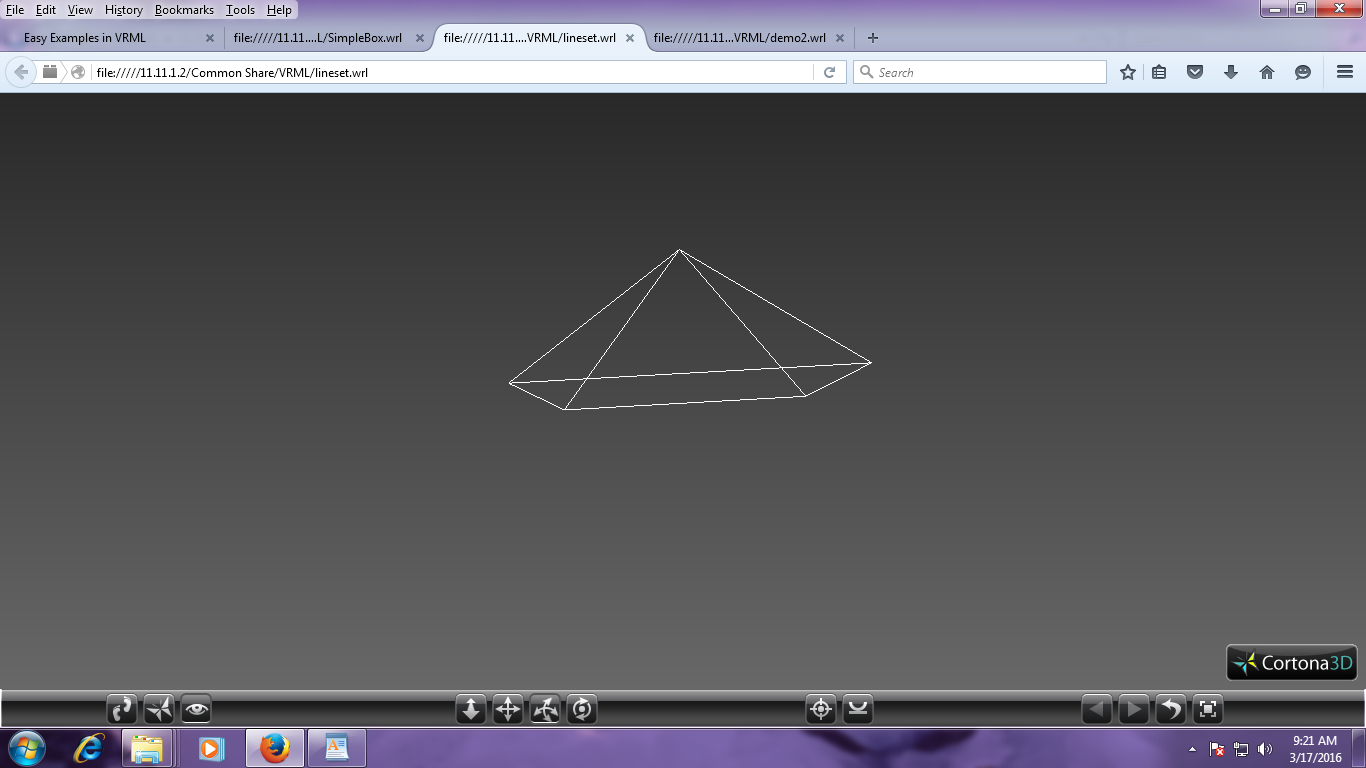 File Edit View History Bookmarks Tools Help
Easy Examples in VRML file://///11.11....L/SimpleBox.wrl file://///11.11....VRML/lineset.wrl file://///11.11...VRML/demo2.wrl
file://///11.11.1.2/Common Share/VRML/lineset.wrl Search
Cortona3D
9:21 AM
3/17/2016